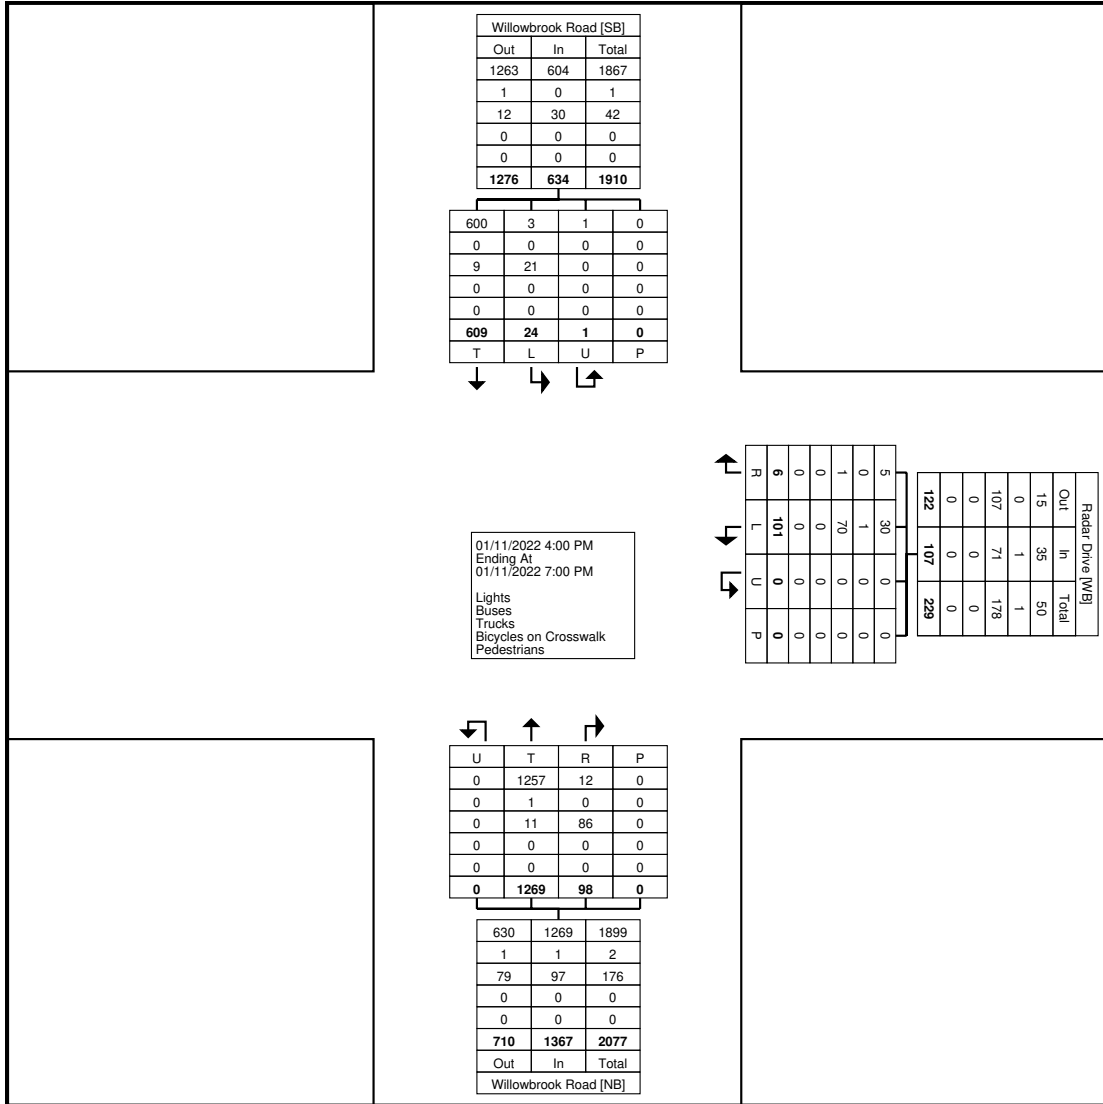 Willowbrook Road [SB]
Out In Total
1263 604 1867
1 0 1
12 30 42
0 0 0
0 0 0
1276 634 1910
600 3 1 0
0 0 0 0
9 21 0 0
0 0 0 0
0 0 0 0
609 24 1 0
T L U P
Radar Drive [WB]
Out In Total
15 35 50
0 1 1
107 71 178
0 0 0
0 0 0
122 107 229
5 30 0 0
0 1 0 0
1 70 0 0
0 0 0 0
0 0 0 0
6 101 0 0
R L U P
01/11/2022 4:00 PM
Ending At
01/11/2022 7:00 PM
Lights
Buses
Trucks
Bicycles on Crosswalk
Pedestrians
U T R P
0 1257 12 0
0 1 0 0
0 11 86 0
0 0 0 0
0 0 0 0
0 1269 98 0
630 1269 1899
1 1 2
79 97 176
0 0 0
0 0 0
710 1367 2077
Out In Total
Willowbrook Road [NB]